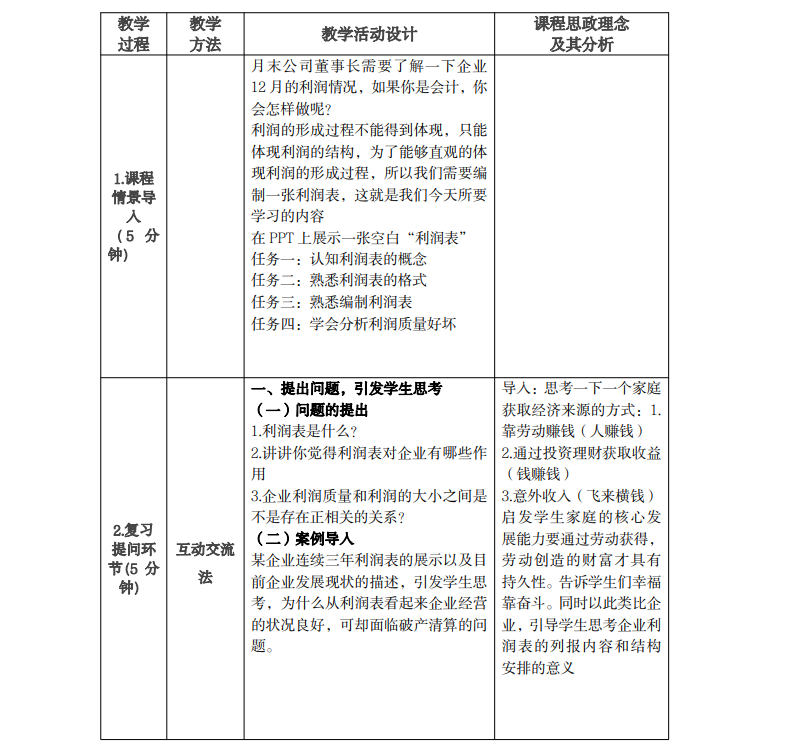 教学
过程
教学
方法
教学活动设计
课程思政理念
及其分析
1.课程
情景导
入
（5 分
钟）
月末公司董事长需要了解一下企业
12 月的利润情况，如果你是会计，你
会怎样做呢？
利润的形成过程不能得到体现，只能
体现利润的结构，为了能够直观的体
现利润的形成过程，所以我们需要编
制一张利润表，这就是我们今天所要
学习的内容
在 PPT 上展示一张空白“利润表”
任务一：认知利润表的概念
任务二：熟悉利润表的格式
任务三：熟悉编制利润表
任务四：学会分析利润质量好坏
2.复习
提问环
节(5 分
钟)
互动交流
法
一、提出问题，引发学生思考
（一）问题的提出
1.利润表是什么？
2.讲讲你觉得利润表对企业有哪些作
用
3.企业利润质量和利润的大小之间是
不是存在正相关的关系？
（二）案例导入
某企业连续三年利润表的展示以及目
前企业发展现状的描述，引发学生思
考，为什么从利润表看起来企业经营
的状况良好，可却面临破产清算的问
题。
导入：思考一下一个家庭
获取经济来源的方式：1.
靠劳动赚钱（人赚钱）
2.通过投资理财获取收益
（钱赚钱）
3.意外收入（飞来横钱）
启发学生家庭的核心发
展能力要通过劳动获得，
劳动创造的财富才具有
持久性。告诉学生们幸福
靠奋斗。同时以此类比企
业，引导学生思考企业利
润表的列报内容和结构
安排的意义